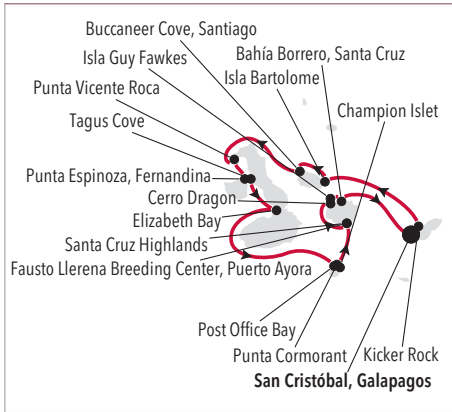 Buccaneer Cove, Santiago
Isla Guy Fawkes
Bahía Borrero, Santa Cruz
Isla Bartolome
Punta Vicente Roca
Champion Islet
Tagus Cove
Punta Espinoza, Fernandina
Cerro Dragon
Elizabeth Bay
Santa Cruz Highlands
Fausto Llerena Breeding Center, Puerto Ayora
Post Office Bay
Punta Cormorant
Kicker Rock
San Cristóbal, Galapagos